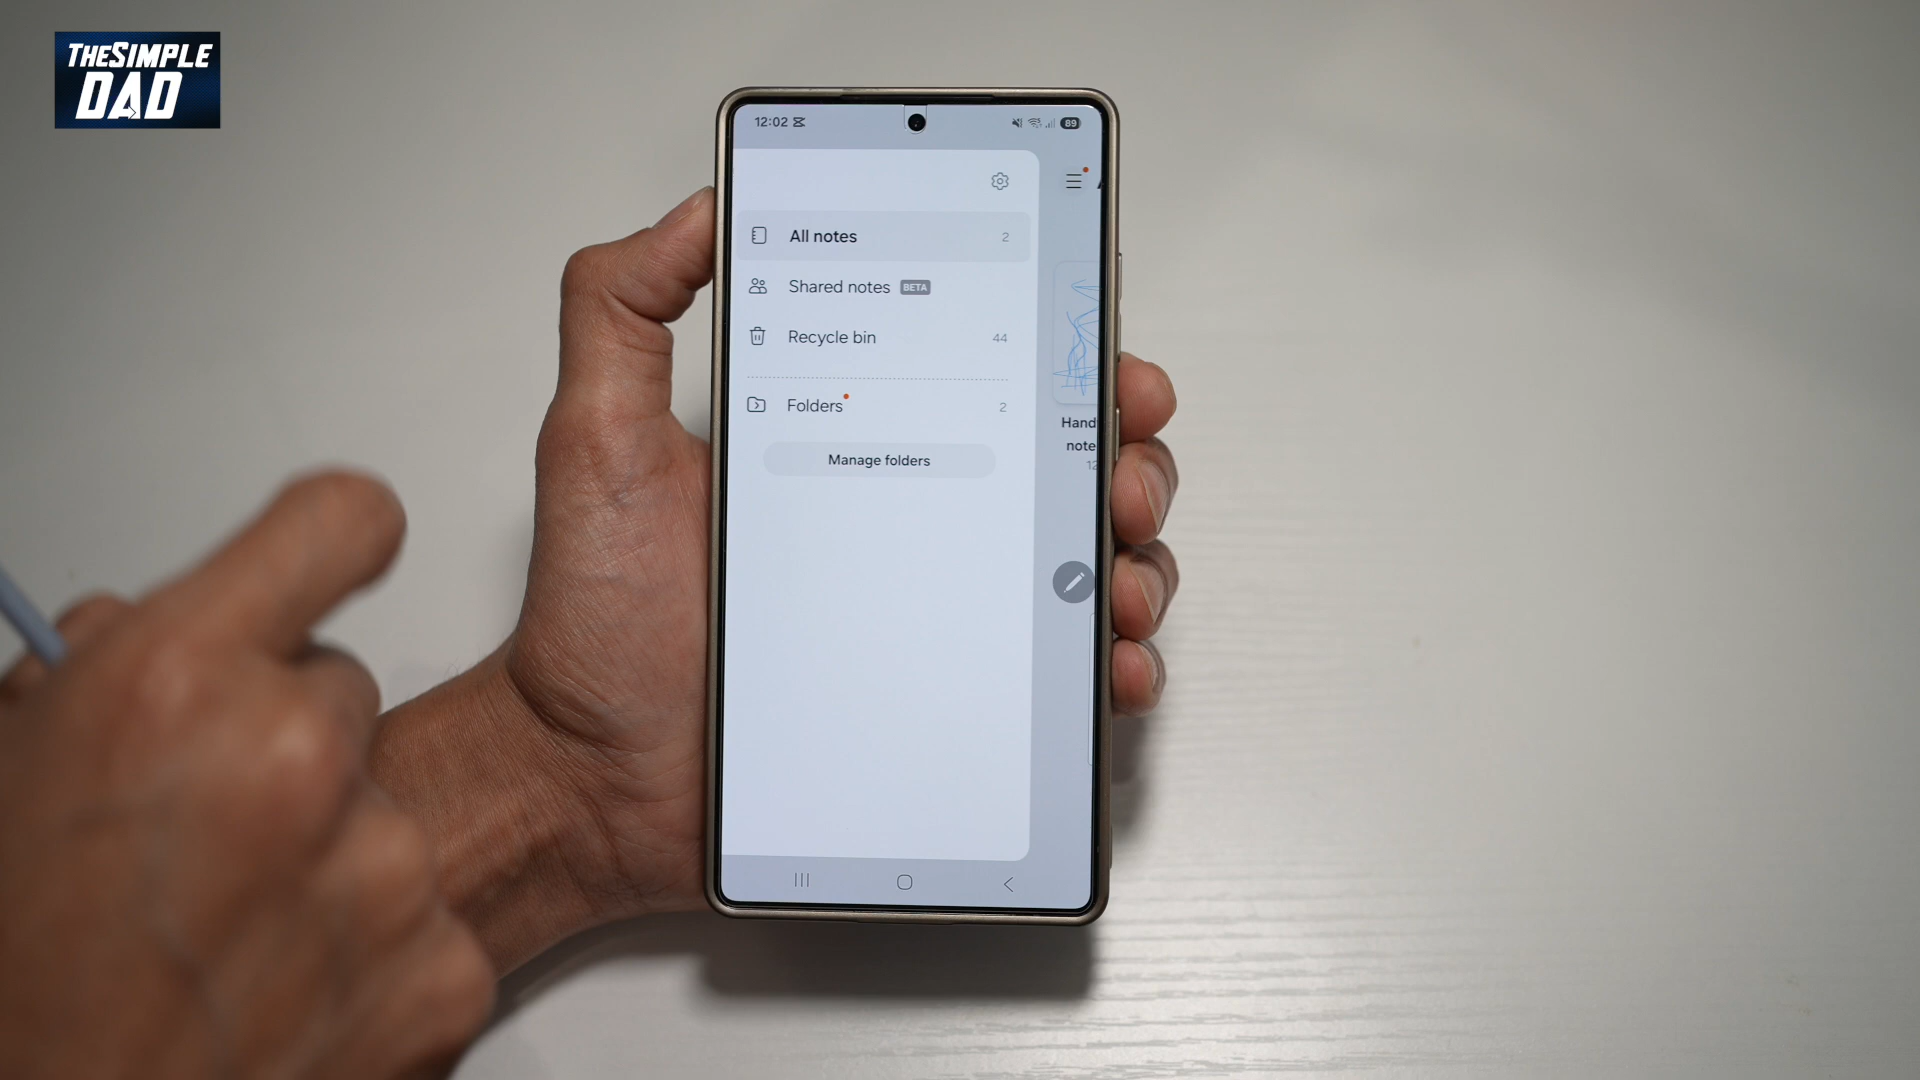 THESIMPLE
DAD
12:02
89
All notes 2
Shared notes BETA
Recycle bin 44
Folders 2
Manage folders
Hand
note
12